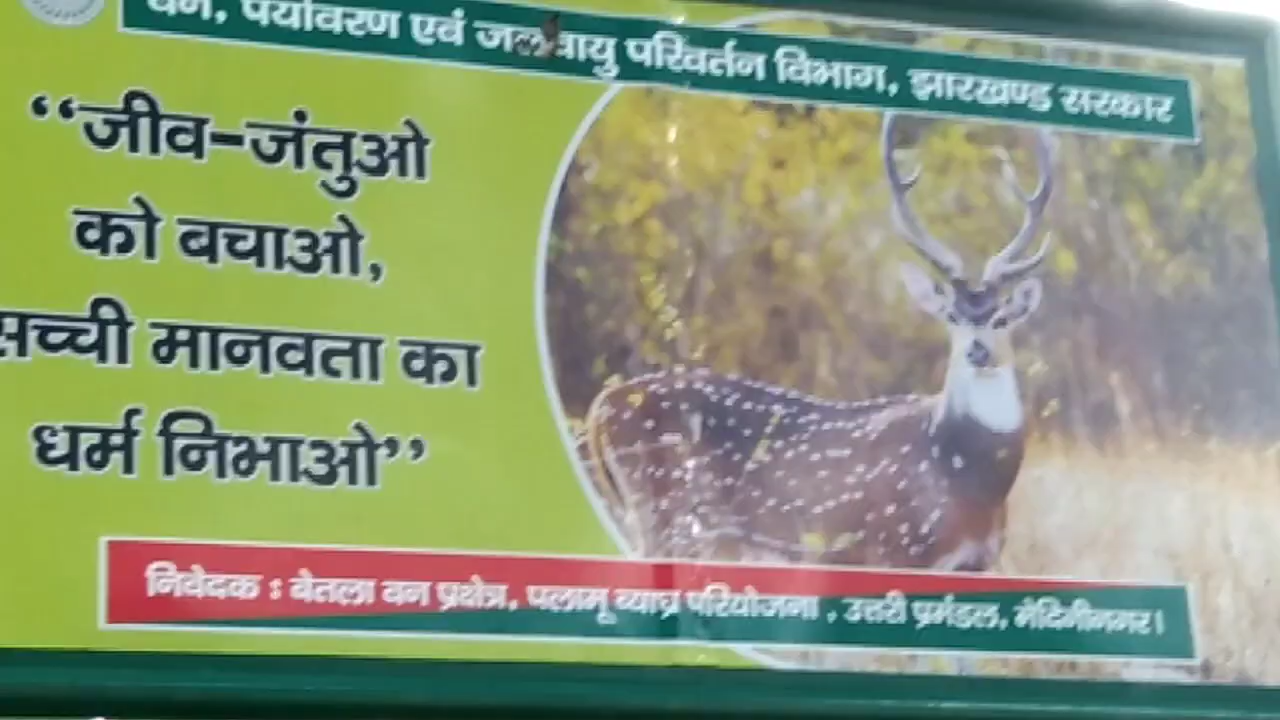 वन, पर्यावरण एवं जलवायु परिवर्तन विभाग, झारखण्ड सरकार
“जीव-जंतुओ
को बचाओ,
सच्ची मानवता का
धर्म निभाओ”
निवेदक : बेतला वन प्रक्षेत्र, पलामू व्याघ्र परियोजना , उत्तरी प्रमंडल, मेदिनीनगर।